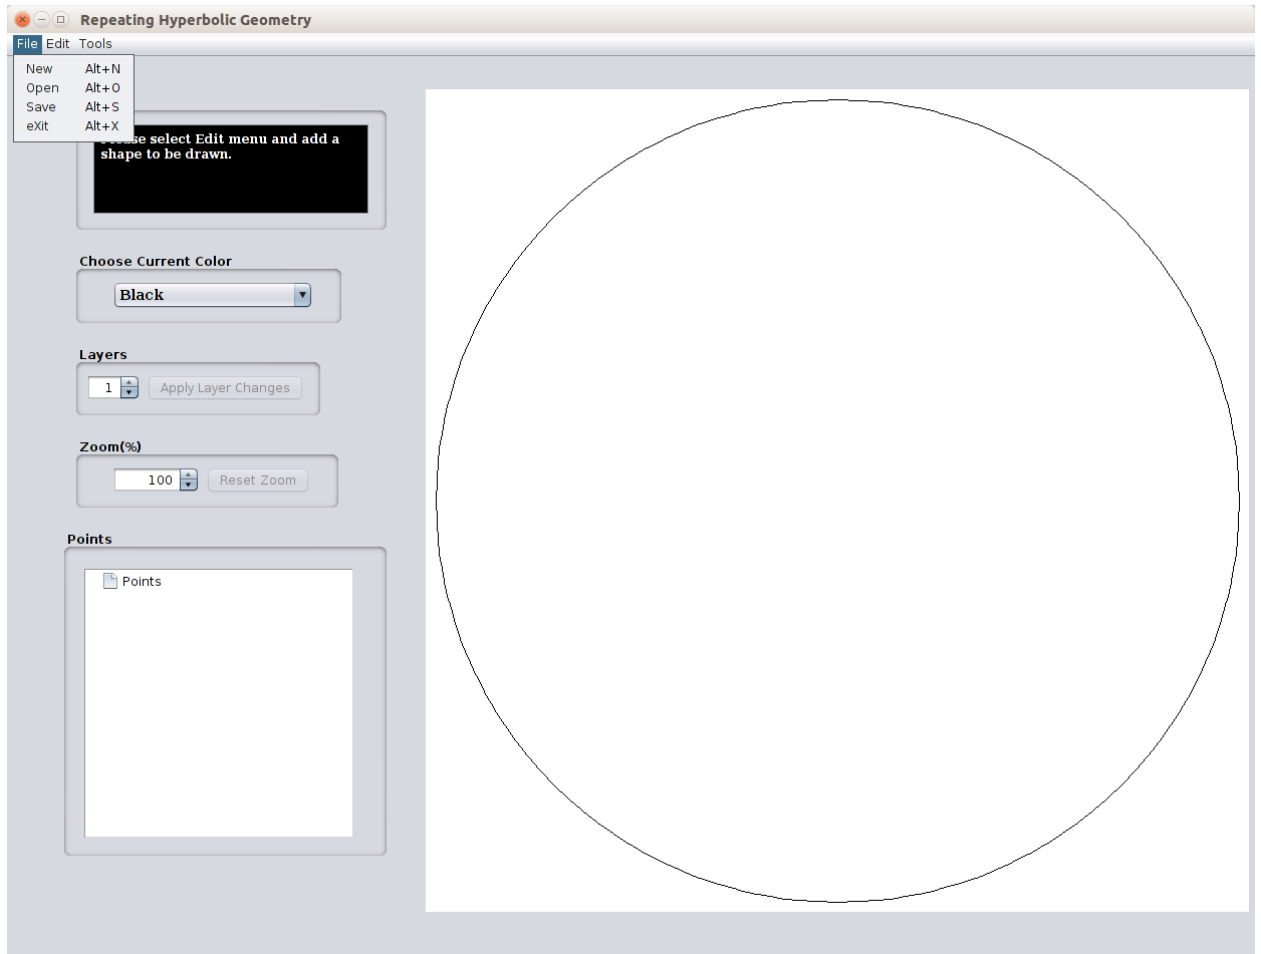 Repeating Hyperbolic Geometry
File Edit Tools
New Alt+N
Open Alt+O
Save Alt+S
eXit Alt+X
select Edit menu and add a
shape to be drawn.
Choose Current Color
Black
Layers
1 Apply Layer Changes
Zoom(%)
100 Reset Zoom
Points
Points